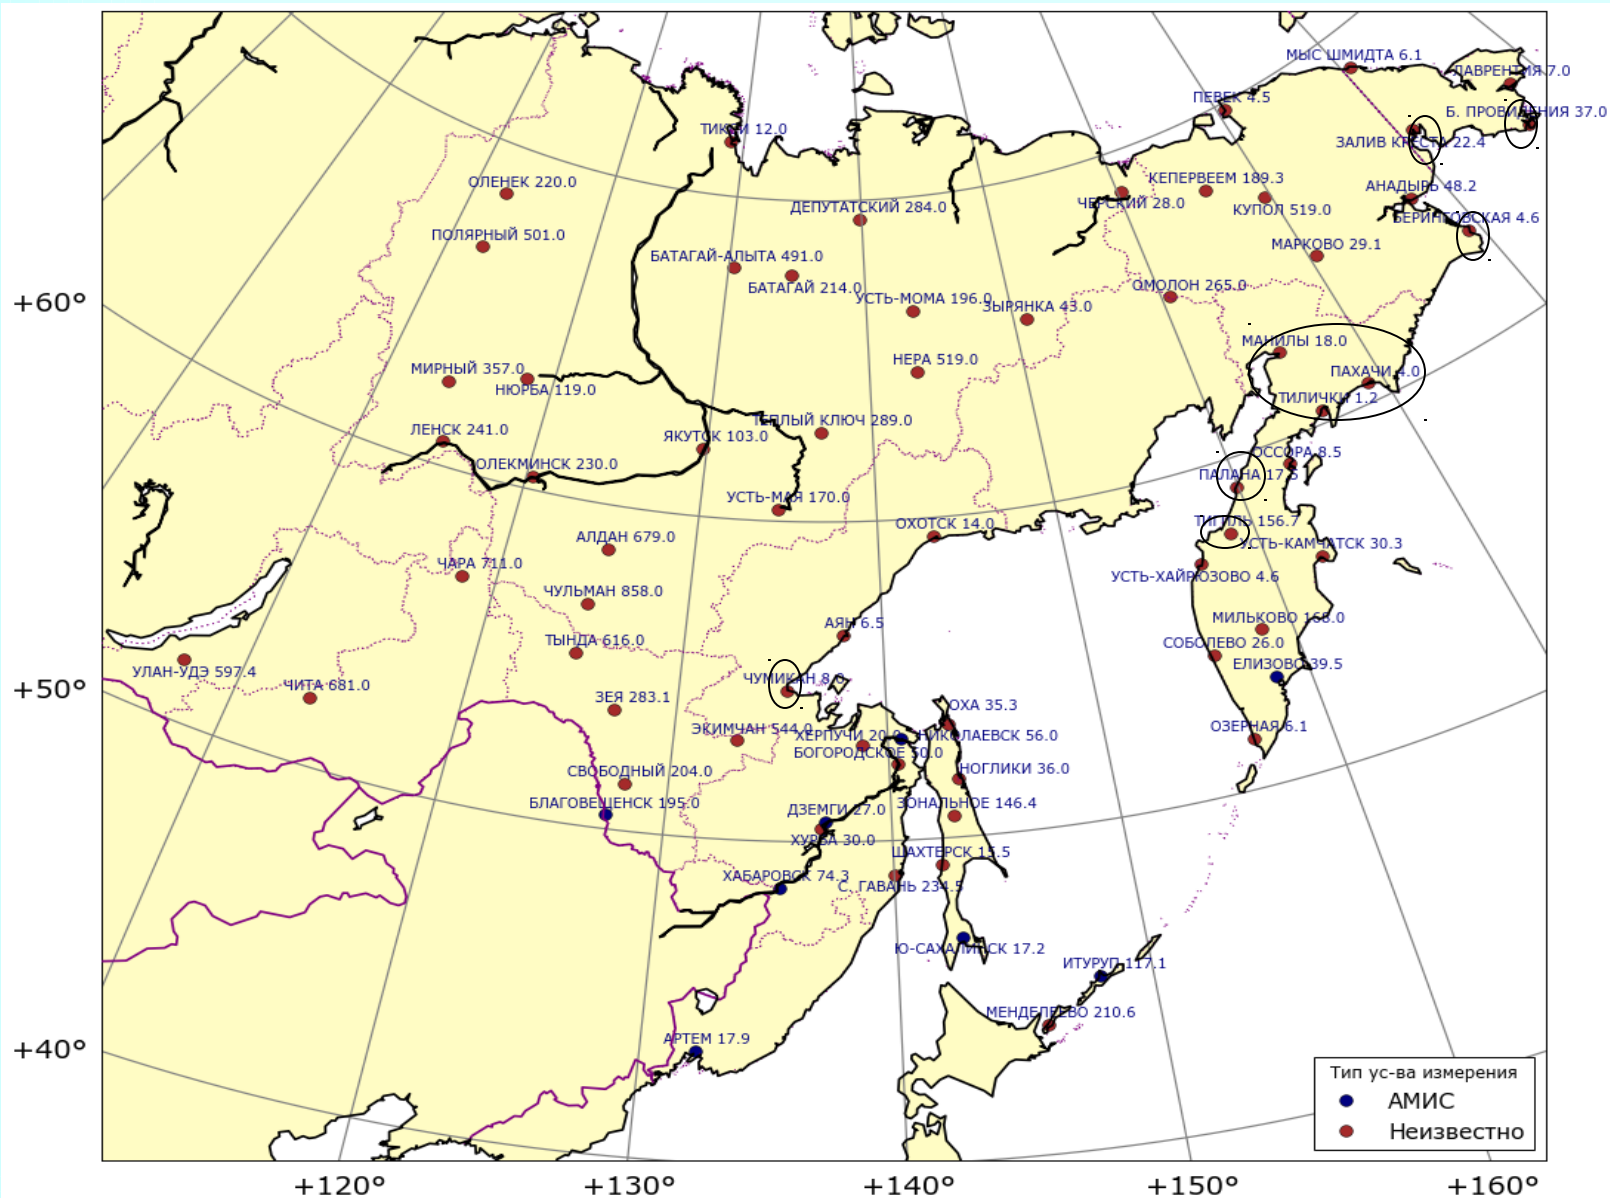 МЫС ШМИДТА 6.1
ЛАВРЕНТИЯ 7.0
ПЕВЕК 4.5
Б. ПРОВИДЕНИЯ 37.0
ТИКСИ 12.0
ЗАЛИВ КРЕСТА 22.4
ОЛЕНЕК 220.0
КЕПЕРВЕЕМ 189.3
АНАДЫРЬ 48.2
ДЕПУТАТСКИЙ 284.0
ЧЕРСКИЙ 28.0
КУПОЛ 519.0
БЕРИНГОВСКАЯ 4.6
ПОЛЯРНЫЙ 501.0
МАРКОВО 29.1
БАТАГАЙ-АЛЫТА 491.0
БАТАГАЙ 214.0
ОМОЛОН 265.0
УСТЬ-МОМА 196.0
ЗЫРЯНКА 43.0
+60°
МАНИЛЫ 18.0
НЕРА 519.0
МИРНЫЙ 357.0
ПАХАЧИ 4.0
НЮРБА 119.0
ТИЛИЧКИ 1.2
ТЕПЛЫЙ КЛЮЧ 289.0
ЛЕНСК 241.0
ЯКУТСК 103.0
ОССОРА 8.5
ОЛЕКМИНСК 230.0
ПАЛАНА 17.5
УСТЬ-МАЯ 170.0
ОХОТСК 14.0
ТИГИЛЬ 156.7
АЛДАН 679.0
УСТЬ-КАМЧАТСК 30.3
ЧАРА 711.0
УСТЬ-ХАЙРЮЗОВО 4.6
ЧУЛЬМАН 858.0
АЯН 6.5
МИЛЬКОВО 168.0
ТЫНДА 616.0
СОБОЛЕВО 26.0
УЛАН-УДЭ 597.4
ЕЛИЗОВО 39.5
ЧИТА 681.0
ЧУМИКАН 8.0
+50°
ЗЕЯ 283.1
ОХА 35.3
ЭКИМЧАН 544.0
ОЗЕРНАЯ 6.1
ХЕРПУЧИ 20.0
НИКОЛАЕВСК 56.0
БОГОРОДСКОЕ 50.0
СВОБОДНЫЙ 204.0
НОГЛИКИ 36.0
БЛАГОВЕЩЕНСК 195.0
ДЗЕМГИ 27.0
ЗОНАЛЬНОЕ 146.4
ХУРБА 30.0
ШАХТЕРСК 15.5
ХАБАРОВСК 74.3
С. ГАВАНЬ 234.5
Ю-САХАЛИНСК 17.2
ИТУРУП 117.1
МЕНДЕЛЕЕВО 210.6
АРТЕМ 17.9
+40°
Тип ус-ва измерения
АМИС
Неизвестно
+120°
+130°
+140°
+150°
+160°